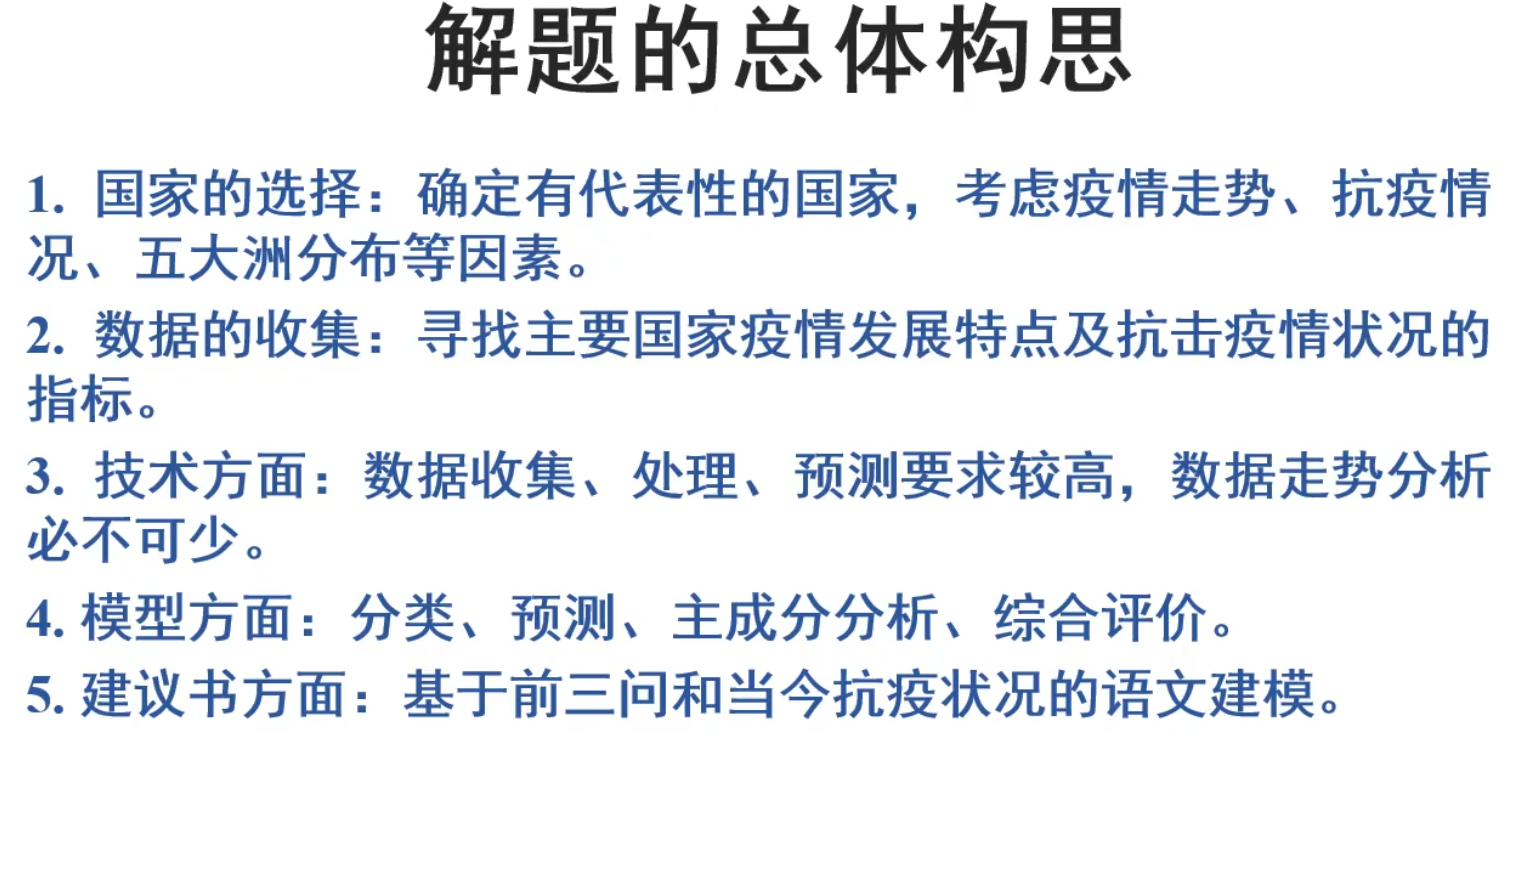 解题的总体构思
1. 国家的选择：确定有代表性的国家，考虑疫情走势、抗疫情
况、五大洲分布等因素。
2. 数据的收集：寻找主要国家疫情发展特点及抗击疫情状况的
指标。
3. 技术方面：数据收集、处理、预测要求较高，数据走势分析
必不可少。
4. 模型方面：分类、预测、主成分分析、综合评价。
5. 建议书方面：基于前三问和当今抗疫状况的语文建模。